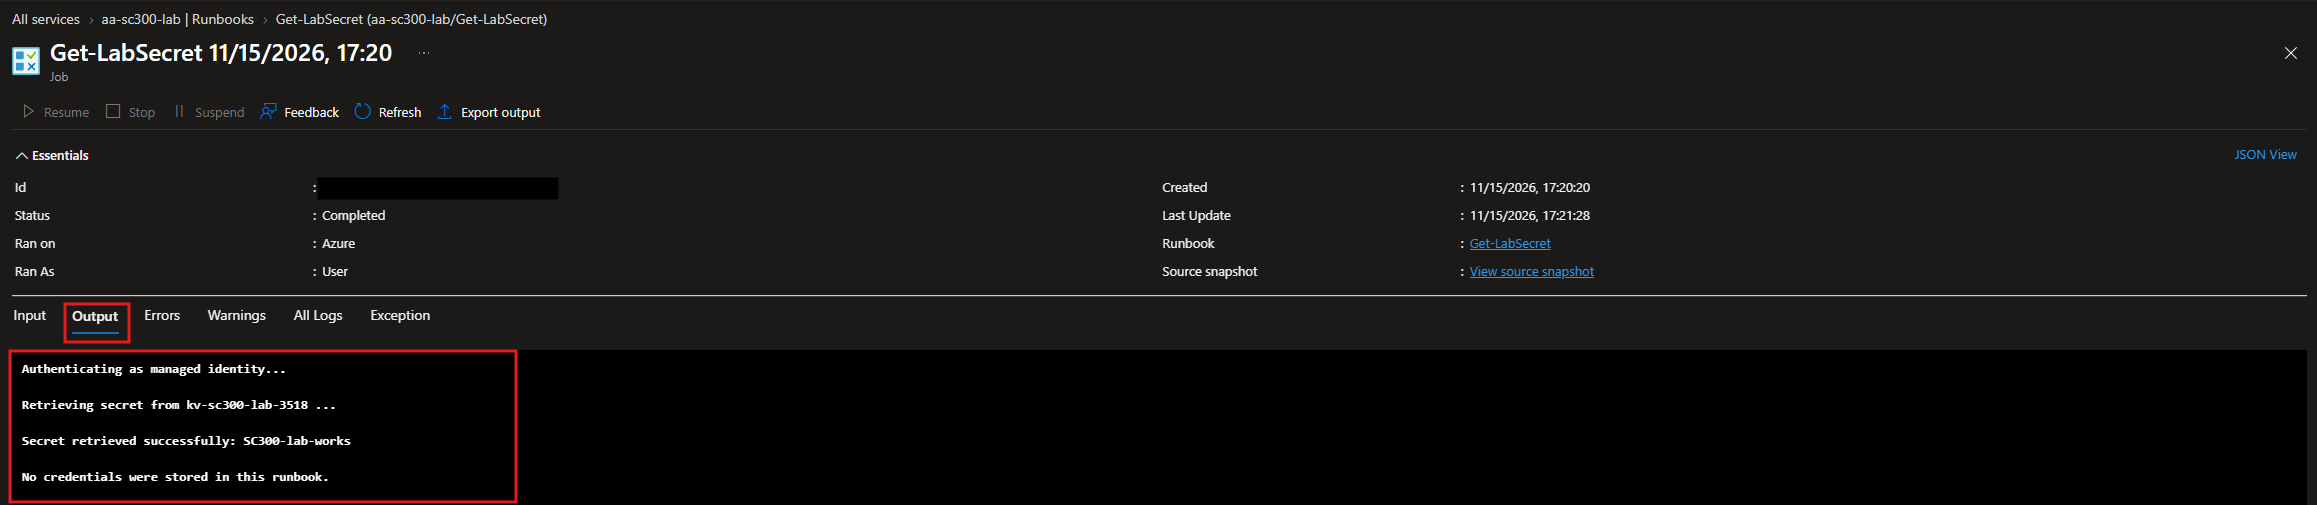 All services > aa-sc300-lab | Runbooks > Get-LabSecret (aa-sc300-lab/Get-LabSecret)
Get-LabSecret 11/15/2026, 17:20 ...
Job
Resume Stop Suspend Feedback Refresh Export output
Essentials JSON View
Id :
Created : 11/15/2026, 17:20:20
Status : Completed
Last Update : 11/15/2026, 17:21:28
Ran on : Azure
Runbook : Get-LabSecret
Ran As : User
Source snapshot : View source snapshot
Input Output Errors Warnings All Logs Exception
Authenticating as managed identity...
Retrieving secret from kv-sc300-lab-3518 ...
Secret retrieved successfully: SC300-lab-works
No credentials were stored in this runbook.